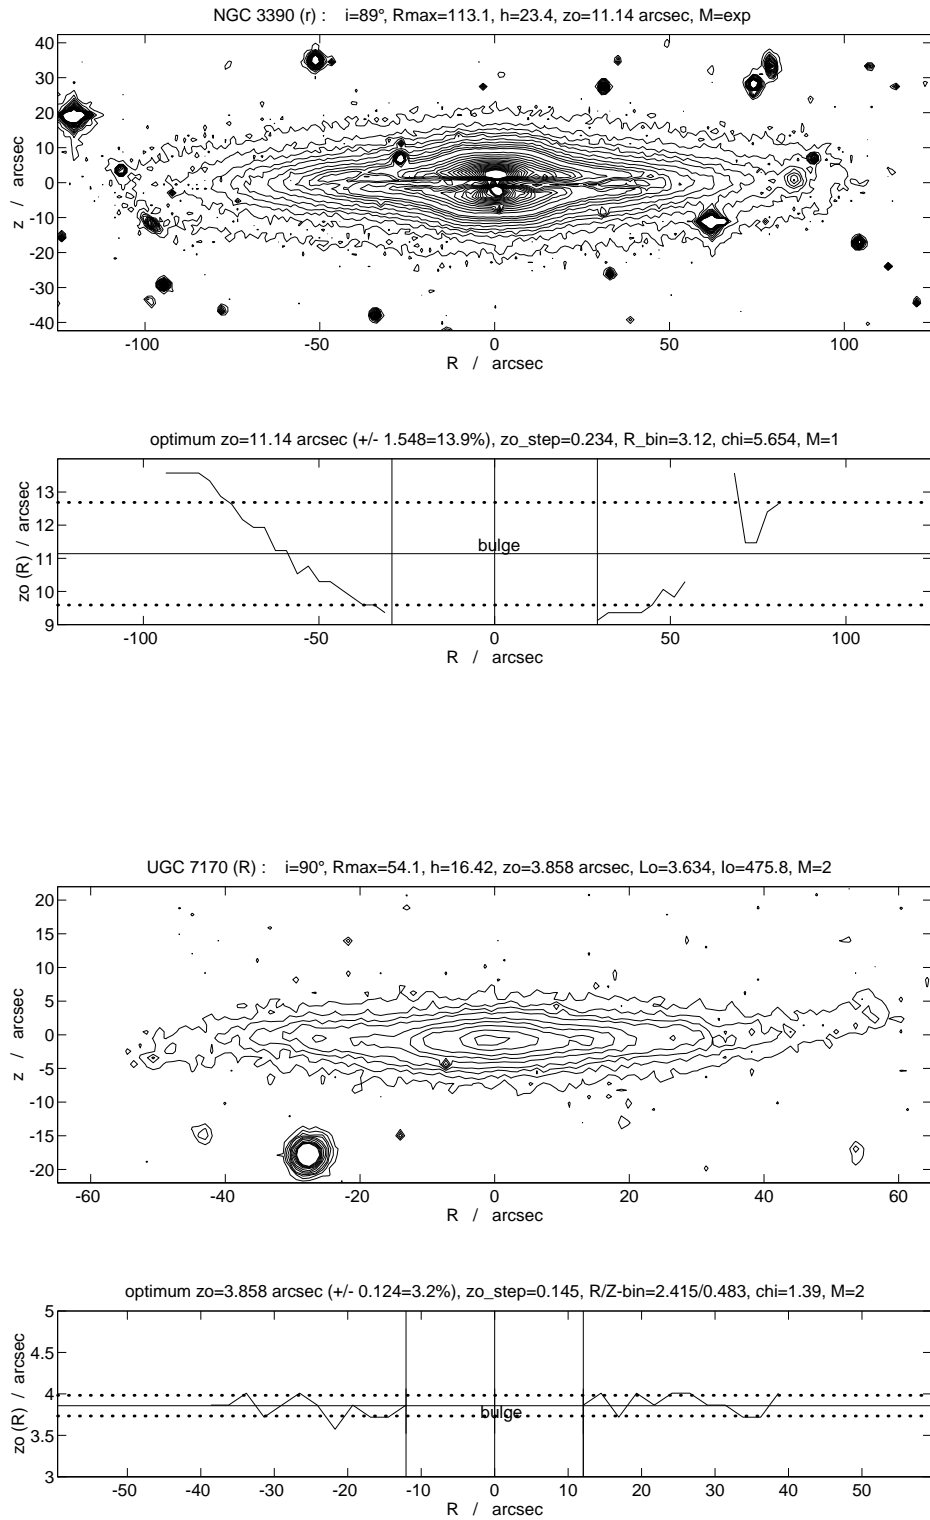 NGC 3390 (r) : i=89°, Rmax=113.1, h=23.4, zo=11.14 arcsec, M=exp
40
30
20
10
0
-10
-20
-30
-40
z / arcsec
-100 -50 0 50 100
R / arcsec
optimum zo=11.14 arcsec (+/- 1.548=13.9%), zo_step=0.234, R_bin=3.12, chi=5.654, M=1
13
12
11
10
9
zo (R) / arcsec
bulge
-100 -50 0 50 100
R / arcsec
UGC 7170 (R) : i=90°, Rmax=54.1, h=16.42, zo=3.858 arcsec, Lo=3.634, Io=475.8, M=2
20
15
10
5
0
-5
-10
-15
-20
z / arcsec
-60 -40 -20 0 20 40 60
R / arcsec
optimum zo=3.858 arcsec (+/- 0.124=3.2%), zo_step=0.145, R/Z-bin=2.415/0.483, chi=1.39, M=2
5
4.5
4
3.5
3
zo (R) / arcsec
bulge
-50 -40 -30 -20 -10 0 10 20 30 40 50
R / arcsec